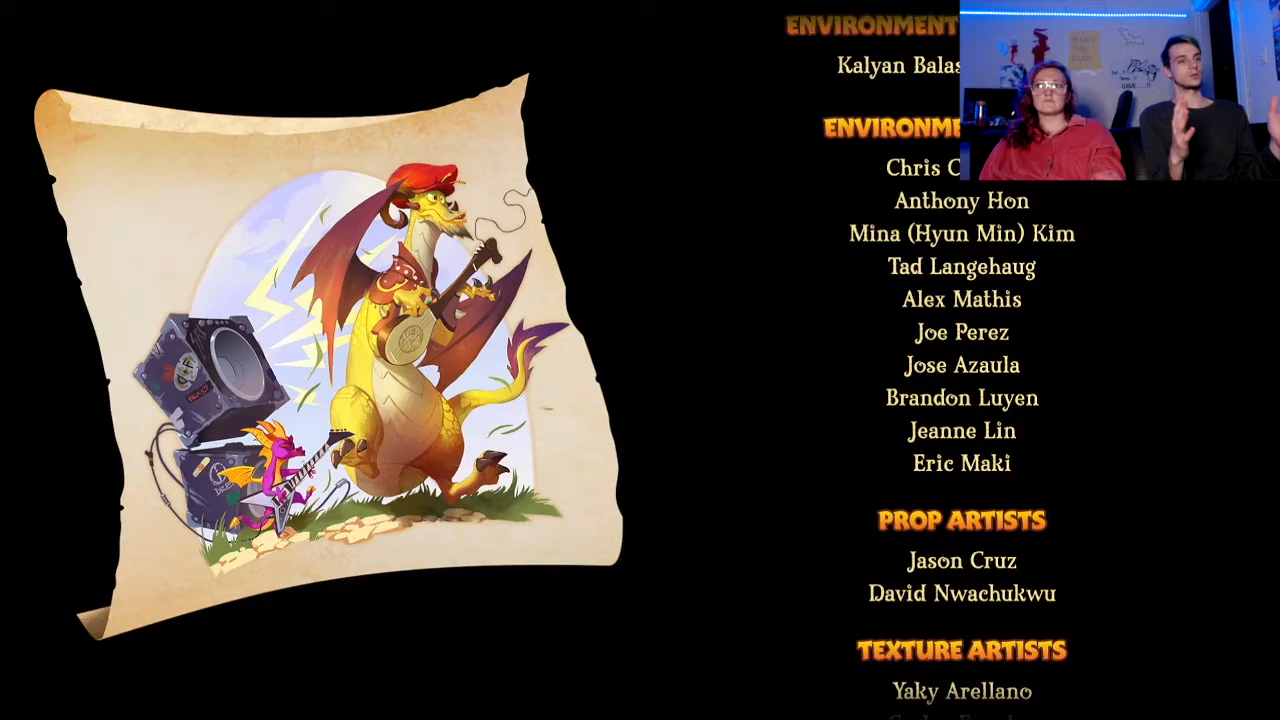 ENVIRONMENT
Kalyan
ENVIRONME
Chris
Anthony Hon
Mina (Hyun Min) Kim
Tad Langehaug
Alex Mathis
Joe Perez
Jose Azaula
Brandon Luyen
Jeanne Lin
Eric Maki
PROP ARTISTS
Jason Cruz
David Nwachukwu
TEXTURE ARTISTS
Yaky Arellano